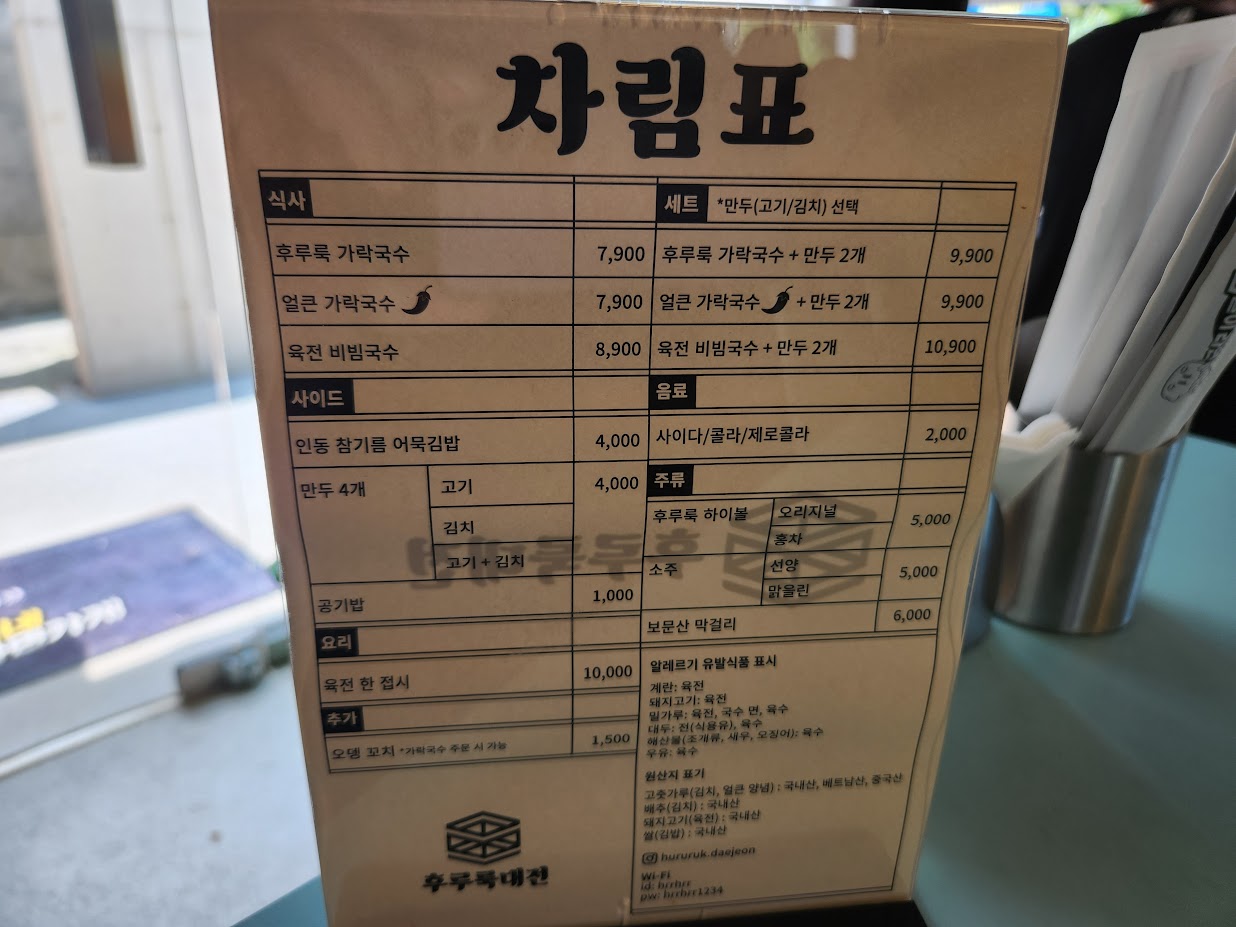 차림표
식사
후루룩 가락국수 7,900
얼큰 가락국수 7,900
육전 비빔국수 8,900
사이드
인동 참기름 어묵김밥 4,000
만두 4개 고기 4,000
김치
고기 + 김치
공기밥 1,000
요리
육전 한 접시 10,000
추가
오뎅 꼬치 *가락국수 주문 시 가능 1,500
후루룩대전
세트 *만두(고기/김치) 선택
후루룩 가락국수 + 만두 2개 9,900
얼큰 가락국수 + 만두 2개 9,900
육전 비빔국수 + 만두 2개 10,900
음료
사이다/콜라/제로콜라 2,000
주류
후루룩 하이볼 오리지널 5,000
홍차
소주 선양 5,000
맑을린
보문산 막걸리 6,000
알레르기 유발식품 표시
계란: 육전
돼지고기: 육전
밀가루: 육전, 국수 면, 육수
대두: 전(식용유), 육수
해산물(조개류, 새우, 오징어): 육수
우유: 육수
원산지 표기
고춧가루(김치, 얼큰 양념) : 국내산, 베트남산, 중국산
배추(김치) : 국내산
돼지고기(육전) : 국내산
쌀(김밥) : 국내산
hururuk.daejeon
Wi-Fi
id: hrrhrr
pw: hrrhrr1234